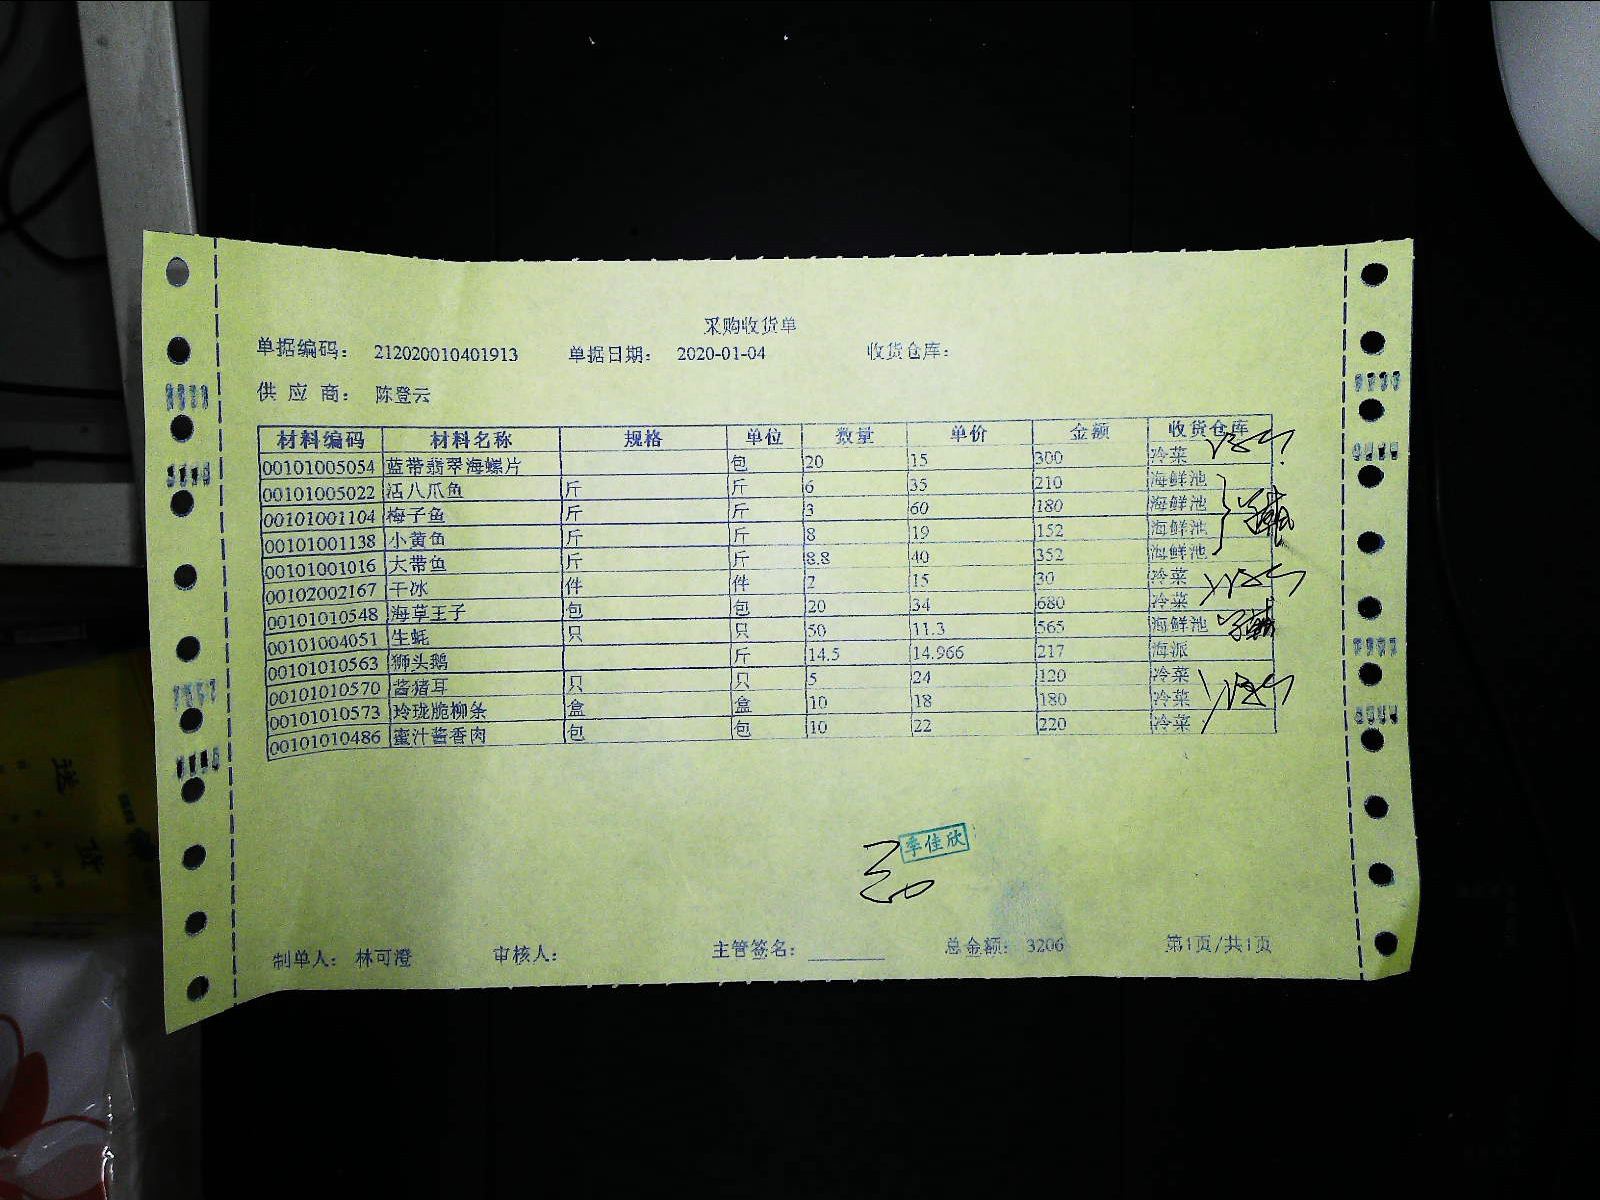 采购收货单
单据编码： 212020010401913 单据日期： 2020-01-04 收货仓库：
供 应 商： 陈登云
材料编码 材料名称 规格 单位 数量 单价 金额 收货仓库
00101005054 蓝带翡翠海螺片 包 20 15 300 冷菜
00101005022 活八爪鱼 斤 斤 6 35 210 海鲜池
00101001104 梅子鱼 斤 斤 3 60 180 海鲜池
00101001138 小黄鱼 斤 斤 8 19 152 海鲜池
00101001016 大带鱼 斤 斤 8.8 40 352 海鲜池
00102002167 干冰 件 件 2 15 30 冷菜
00101010548 海草王子 包 包 20 34 680 冷菜
00101004051 生蚝 只 只 50 11.3 565 海鲜池
00101010563 狮头鹅 斤 14.5 14.966 217 海派
00101010570 酱猪耳 只 只 5 24 120 冷菜
00101010573 玲珑脆柳条 盒 盒 10 18 180 冷菜
00101010486 蜜汁酱香肉 包 包 10 22 220 冷菜
李佳欣
制单人： 林可澄 审核人： 主管签名： 总金额： 3206 第1页/共1页